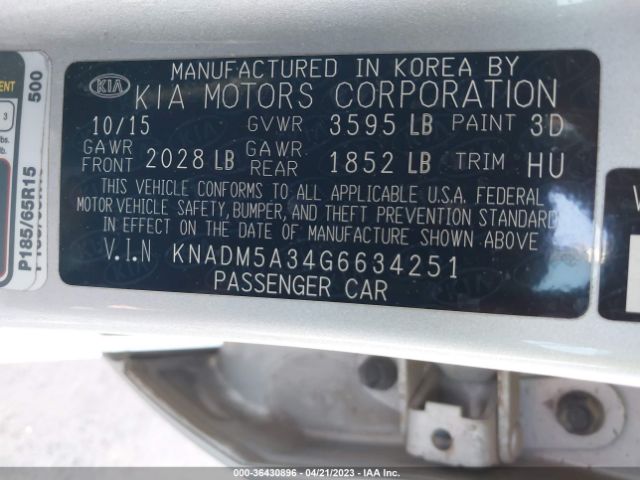 MANUFACTURED IN KOREA BY
KIA KIA MOTORS CORPORATION
10/15 GVWR 3595 LB PAINT 3D
GAWR FRONT 2028 LB GAWR REAR 1852 LB TRIM HU
THIS VEHICLE CONFORMS TO ALL APPLICABLE U.S.A. FEDERAL
MOTOR VEHICLE SAFETY, BUMPER, AND THEFT PREVENTION STANDARD
IN EFFECT ON THE DATE OF MANUFACTURE SHOWN ABOVE
V.I.N KNADM5A34G6634251
PASSENGER CAR
500
3
P185/65R15
000-36430896 - 04/21/2023 - IAA Inc.